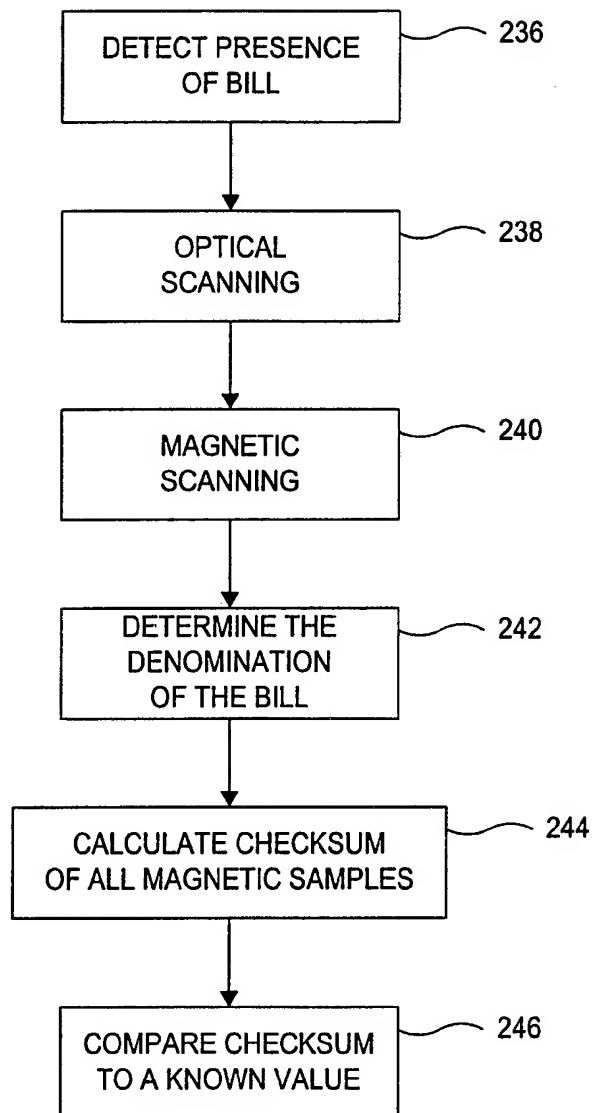 DETECT PRESENCE
OF BILL
236
OPTICAL
SCANNING
238
MAGNETIC
SCANNING
240
DETERMINE THE
DENOMINATION
OF THE BILL
242
CALCULATE CHECKSUM
OF ALL MAGNETIC SAMPLES
244
COMPARE CHECKSUM
TO A KNOWN VALUE
246